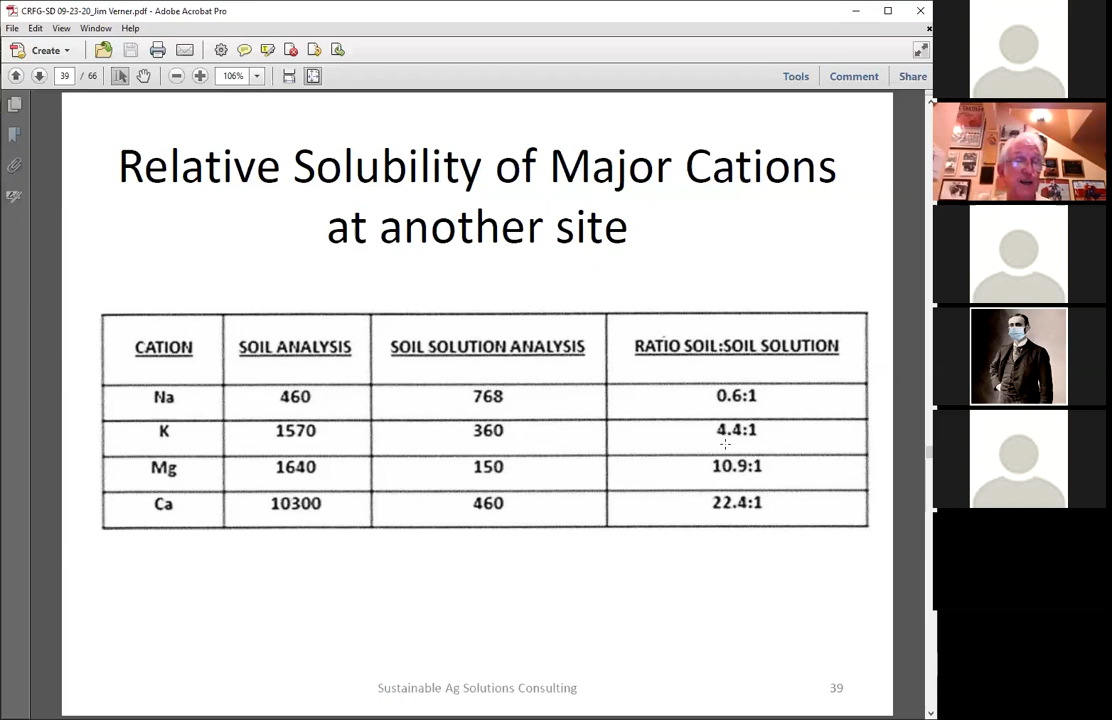 CRFG-SD 09-23-20_Jim Verner.pdf - Adobe Acrobat Pro
File Edit View Window Help
Create
39 / 66 106% Tools Comment Share
Relative Solubility of Major Cations
at another site
CATION SOIL ANALYSIS SOIL SOLUTION ANALYSIS RATIO SOIL:SOIL SOLUTION
Na 460 768 0.6:1
K 1570 360 4.4:1
Mg 1640 150 10.9:1
Ca 10300 460 22.4:1
Sustainable Ag Solutions Consulting 39